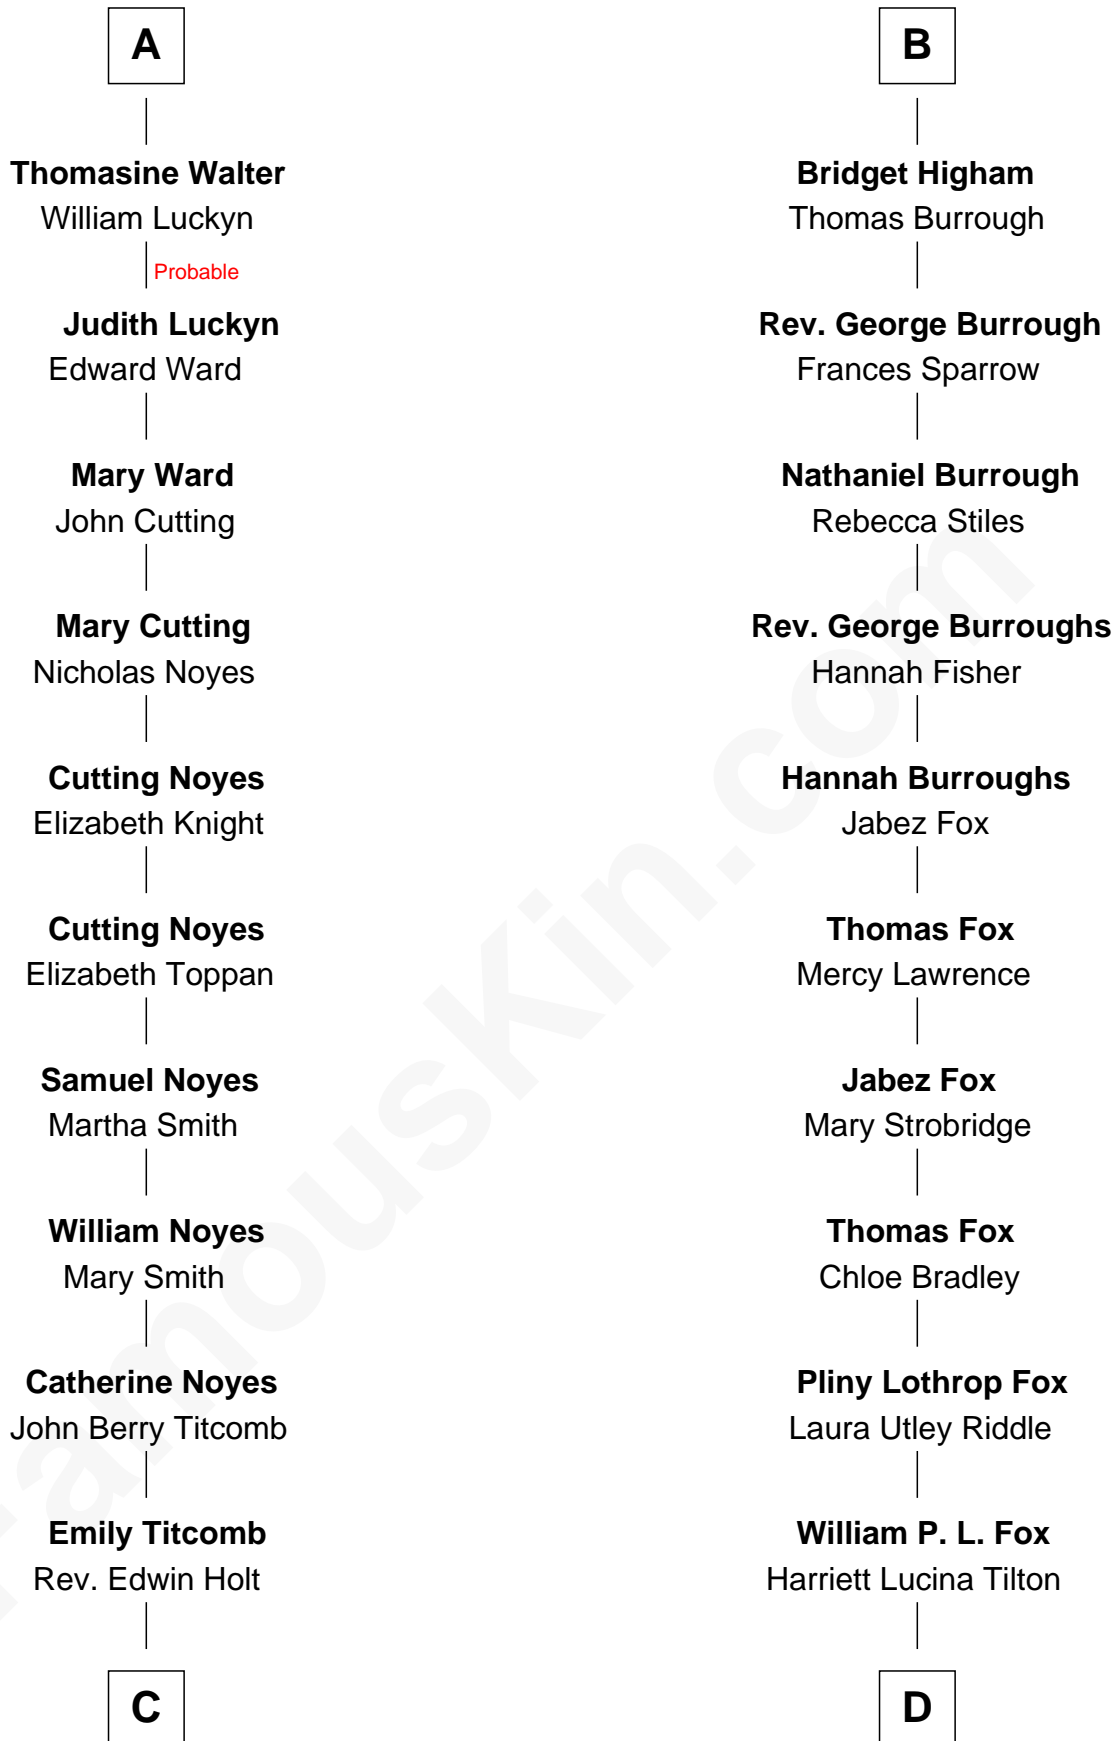 A
Thomasine Walter
William Luckyn
Probable
Judith Luckyn
Edward Ward
Mary Ward
John Cutting
Mary Cutting
Nicholas Noyes
Cutting Noyes
Elizabeth Knight
Cutting Noyes
Elizabeth Toppan
Samuel Noyes
Martha Smith
William Noyes
Mary Smith
Catherine Noyes
John Berry Titcomb
Emily Titcomb
Rev. Edwin Holt
C
B
Bridget Higham
Thomas Burrough
Rev. George Burrough
Frances Sparrow
Nathaniel Burrough
Rebecca Stiles
Rev. George Burroughs
Hannah Fisher
Hannah Burroughs
Jabez Fox
Thomas Fox
Mercy Lawrence
Jabez Fox
Mary Strobridge
Thomas Fox
Chloe Bradley
Pliny Lothrop Fox
Laura Utley Riddle
William P. L. Fox
Harriett Lucina Tilton
D
FamousKin.com